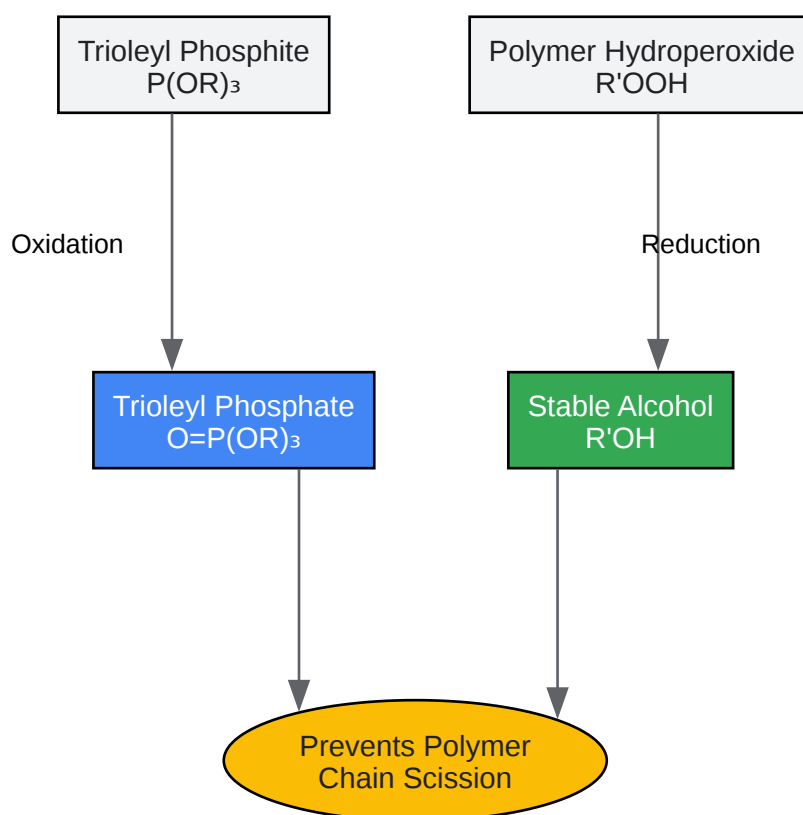 Trioleyl Phosphite
P(OR)₃
Polymer Hydroperoxide
R'OOH
Oxidation
Reduction
Trioleyl Phosphate
O=P(OR)₃
Stable Alcohol
R'OH
Prevents Polymer
Chain Scission